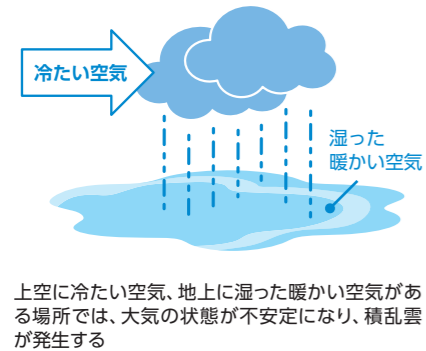 冷たい空気
湿った
暖かい空気
上空に冷たい空気、地上に湿った暖かい空気があ
る場所では、大気の状態が不安定になり、積乱雲
が発生する